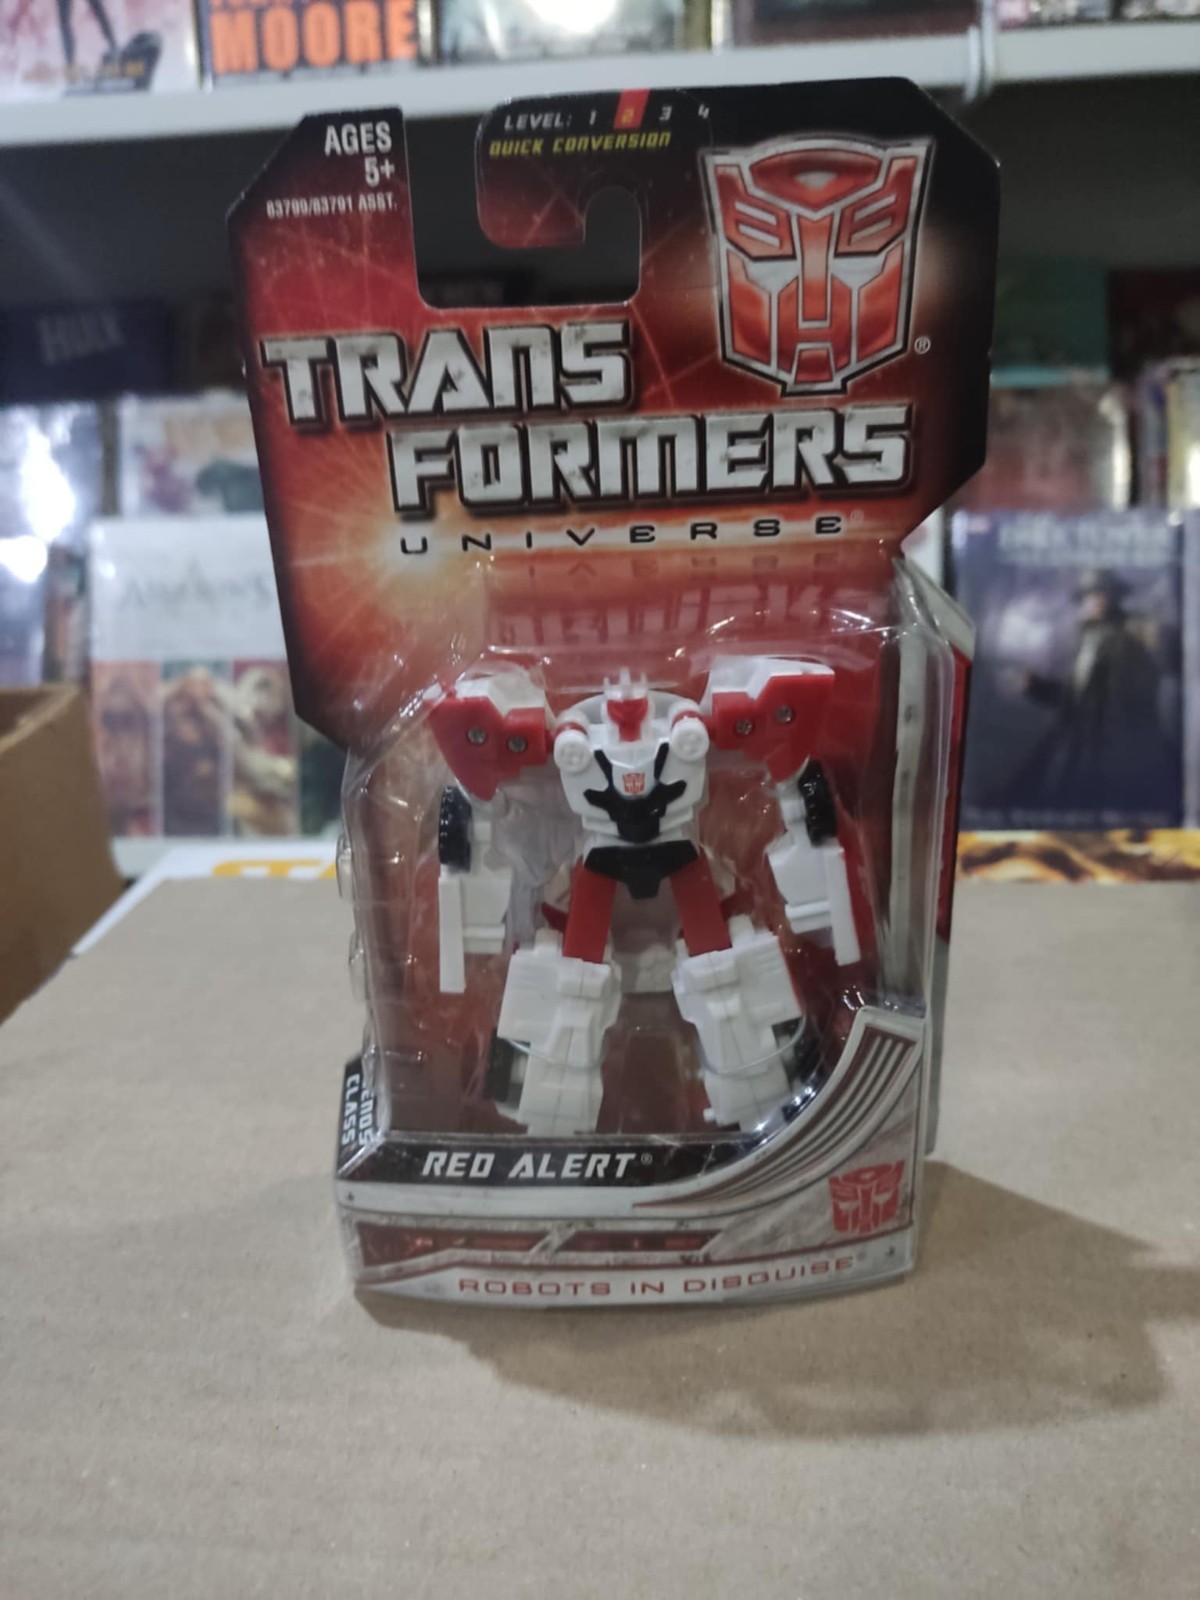 MOORE
AGES
5+
83799/83791 ASST.
LEVEL: 1 2 3 4
QUICK CONVERSION
TRANS
FORMERS
UNIVERSE®
CLASS
RED ALERT®
ROBOTS IN DISGUISE®